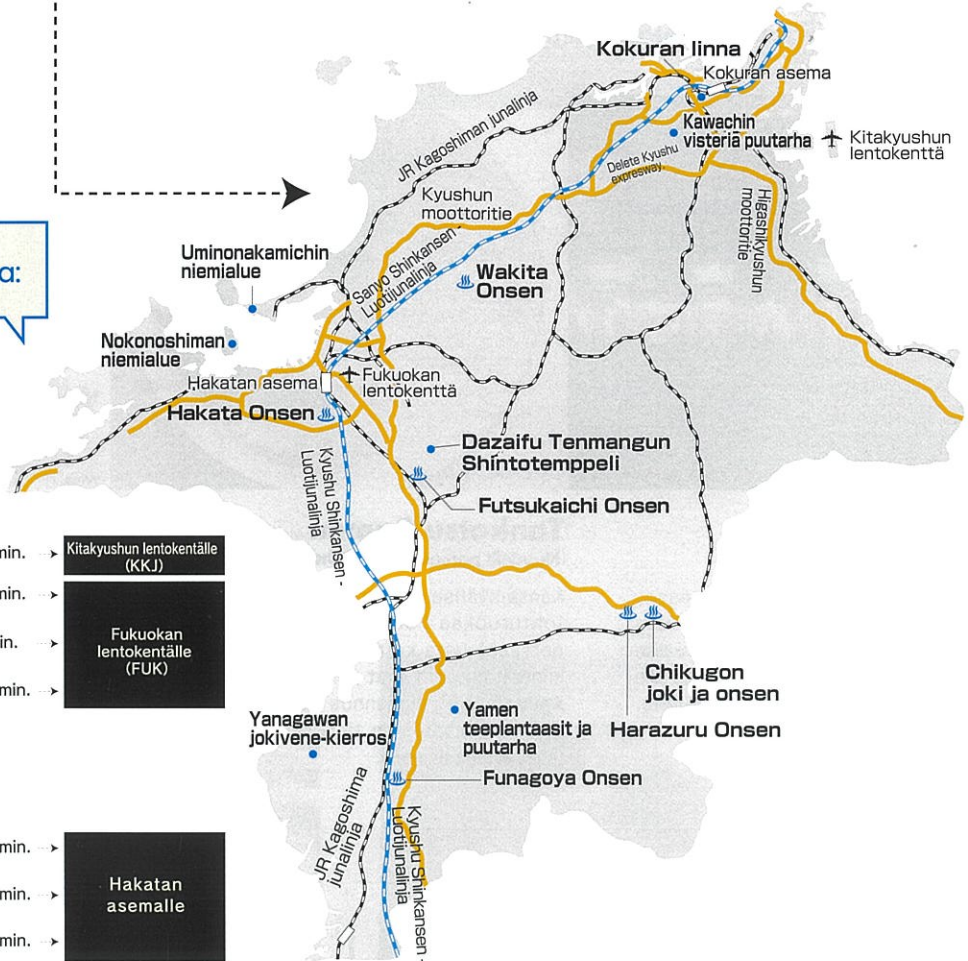 Kokuran linna
Kokuran asema
JR Kagoshiman junalinja
Kawachin
visteriä puutarha
Kitakyushun
lentokenttä
Delete Kyushu
expresway.
Kyushun
moottoritie
Higashikyushun
moottoritie
Uminonakamichin
niemialue
a:
Sanyo Shinkansen -
Luotijunalinja
Wakita
Onsen
Nokonoshiman
niemialue
Hakatan asema
Fukuokan
lentokenttä
Hakata Onsen
Dazaifu Tenmangun
Shintotemppeli
Kyushu Shinkansen -
Luotijunalinja
Futsukaichi Onsen
min.
Kitakyushun lentokentälle
(KKJ)
min.
Fukuokan
lentokentälle
(FUK)
in.
min.
Chikugon
joki ja onsen
Harazuru Onsen
Yanagawan
jokivene-kierros
Yamen
teeplantaasit ja
puutarha
Funagoya Onsen
JR Kagoshima
junalinja
Kyushu Shinkansen -
Luotijunalinja
min.
Hakatan
asemalle
min.
min.